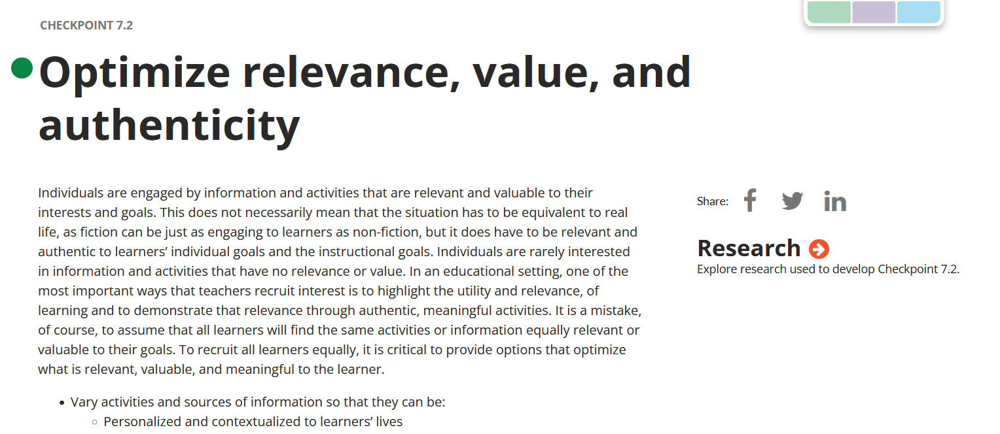 CHECKPOINT 7.2
Optimize relevance, value, and
authenticity
Individuals are engaged by information and activities that are relevant and valuable to their
interests and goals. This does not necessarily mean that the situation has to be equivalent to real
life, as fiction can be just as engaging to learners as non-fiction, but it does have to be relevant and
authentic to learners’ individual goals and the instructional goals. Individuals are rarely interested
in information and activities that have no relevance or value. In an educational setting, one of the
most important ways that teachers recruit interest is to highlight the utility and relevance, of
learning and to demonstrate that relevance through authentic, meaningful activities. It is a mistake,
of course, to assume that all learners will find the same activities or information equally relevant or
valuable to their goals. To recruit all learners equally, it is critical to provide options that optimize
what is relevant, valuable, and meaningful to the learner.
• Vary activities and sources of information so that they can be:
○ Personalized and contextualized to learners’ lives
Share:
Research
Explore research used to develop Checkpoint 7.2.